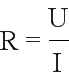 R = U/I